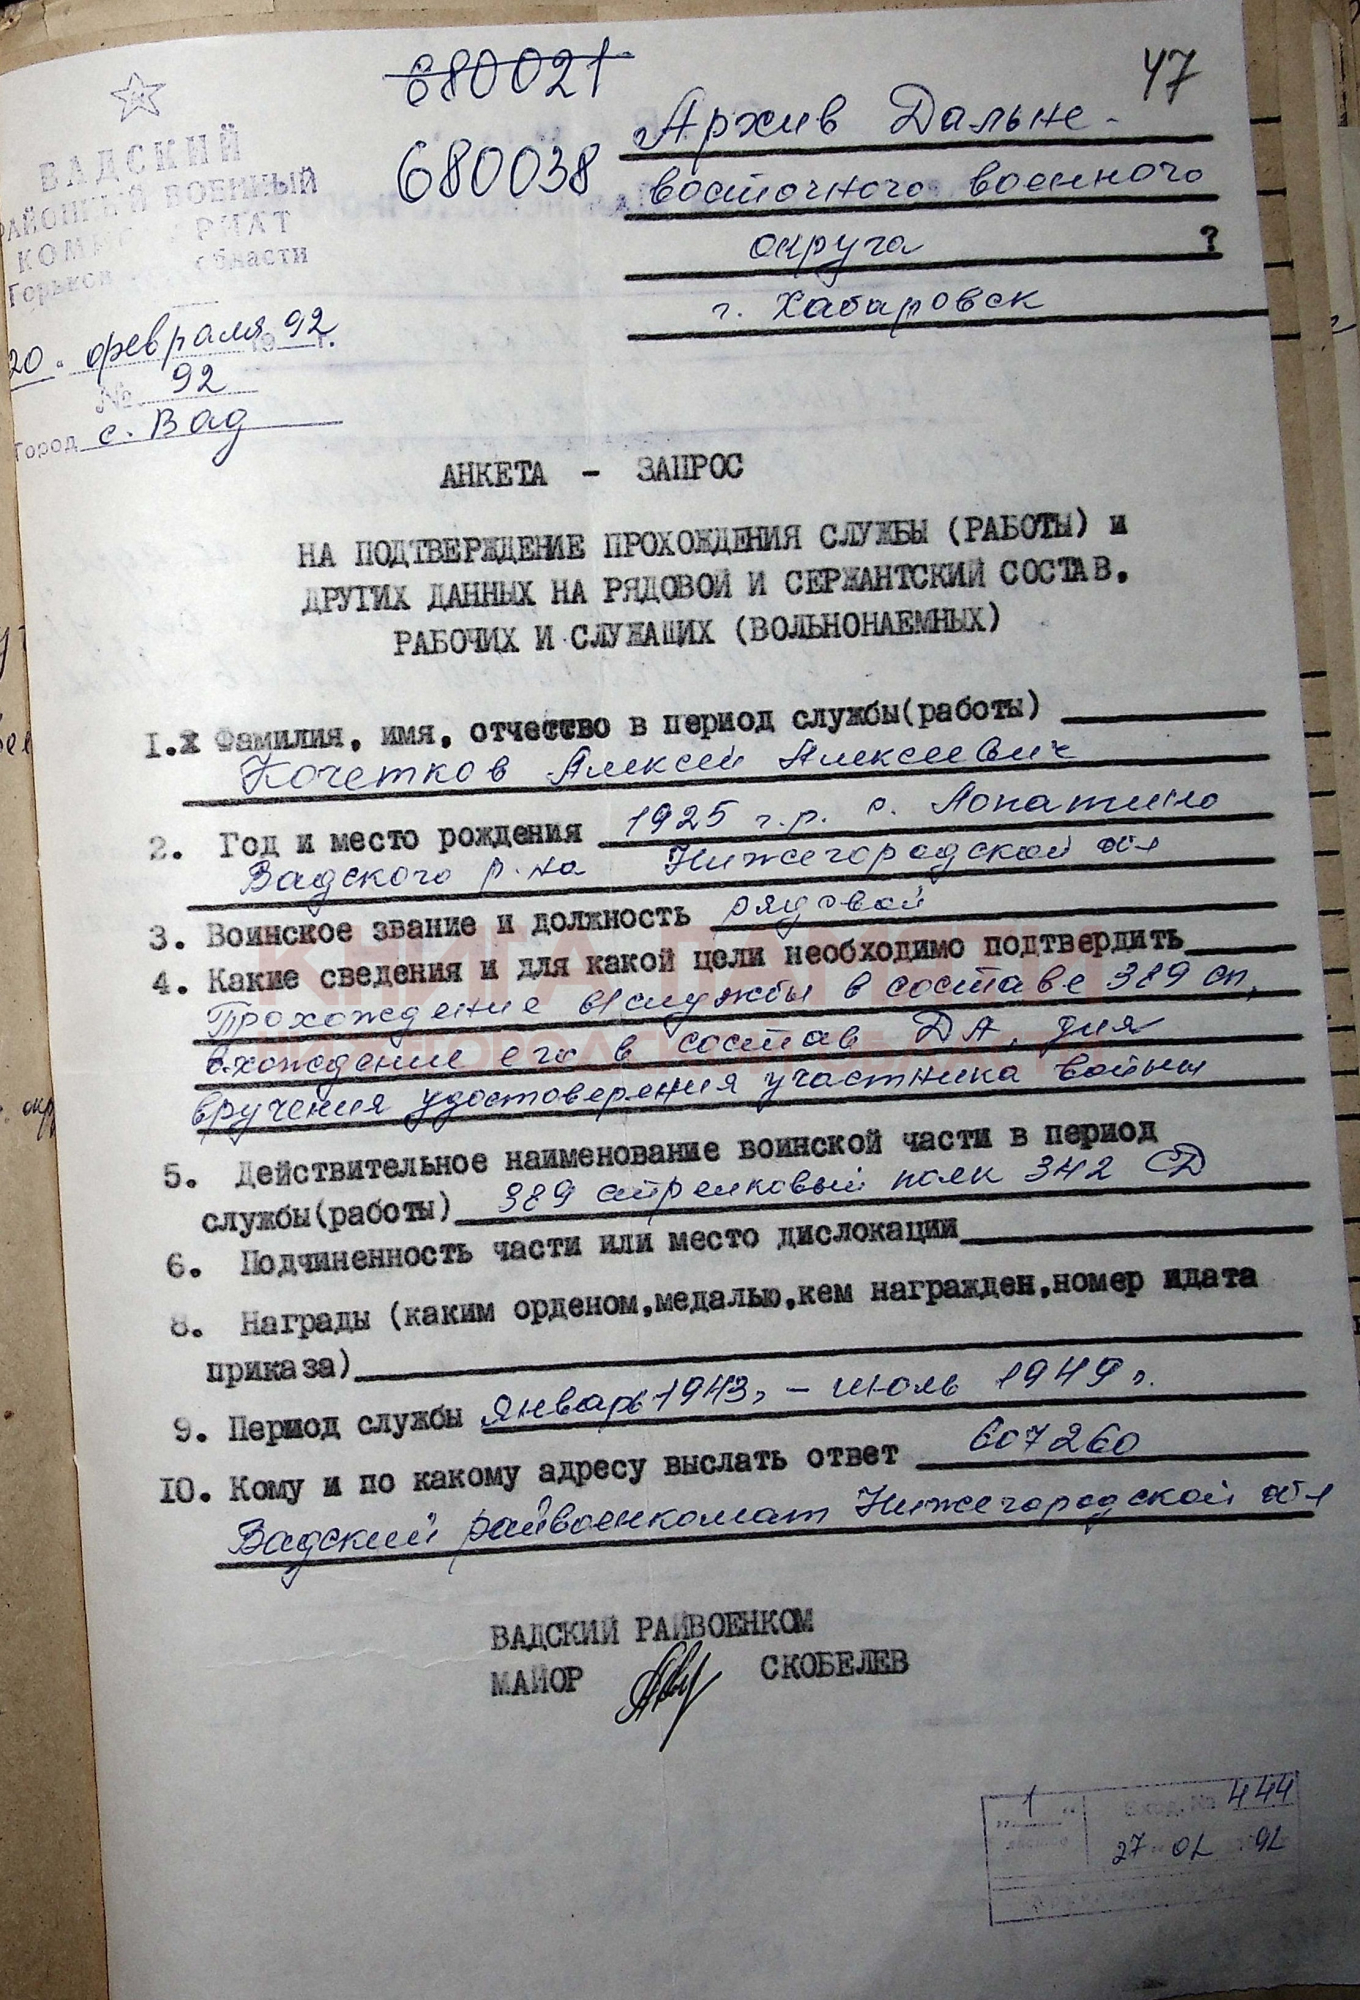 680021
47
680038
Архив Дальне-
восточного военного
округа ?
г. Хабаровск
ВАДСКИЙ
РАЙОННЫЙ ВОЕННЫЙ
КОМИССАРИАТ
Горьков области
20 февраля 1992 г.
№ 92
Город с. Вад
АНКЕТА - ЗАПРОС
НА ПОДТВЕРЖДЕНИЕ ПРОХОЖДЕНИЯ СЛУЖБЫ (РАБОТЫ) и
ДРУГИХ ДАННЫХ НА РЯДОВОЙ И СЕРЖАНТСКИЙ СОСТАВ.
РАБОЧИХ И СЛУЖАЩИХ (ВОЛЬНОНАЕМНЫХ)
I. Фамилия, имя, отчество в период службы(работы)
Кочетков Алексей Алексеевич
2. Год и место рождения 1925 г.р. с. Лопатино
Вадского р-на Нижегородской обл
3. Воинское звание и должность рядовой
4. Какие сведения и для какой цели необходимо подтвердить
Прохождение в/службы в составе 389 сп,
вхождение его в состав ДА, для
вручения удостоверения участника войны
КНИГА ПАМЯТИ
НИЖЕГОРОДСКОЙ ОБЛАСТИ
5. Действительное наименование воинской части в период
службы(работы) 389 стрелковый полк 342 СД
6. Подчиненность части или место дислокации
8. Награды (каким орденом,медалью,кем награжден,номер идата
приказа)
9. Период службы январь 1943г - июль 1949 г.
IO. Кому и по какому адресу выслать ответ 607260
Вадский райвоенкомат Нижегородской обл
ВАДСКИЙ РАЙВОЕНКОМ
МАЙОР СКОБЕЛЕВ
1 Вход. № 444
27 02 92